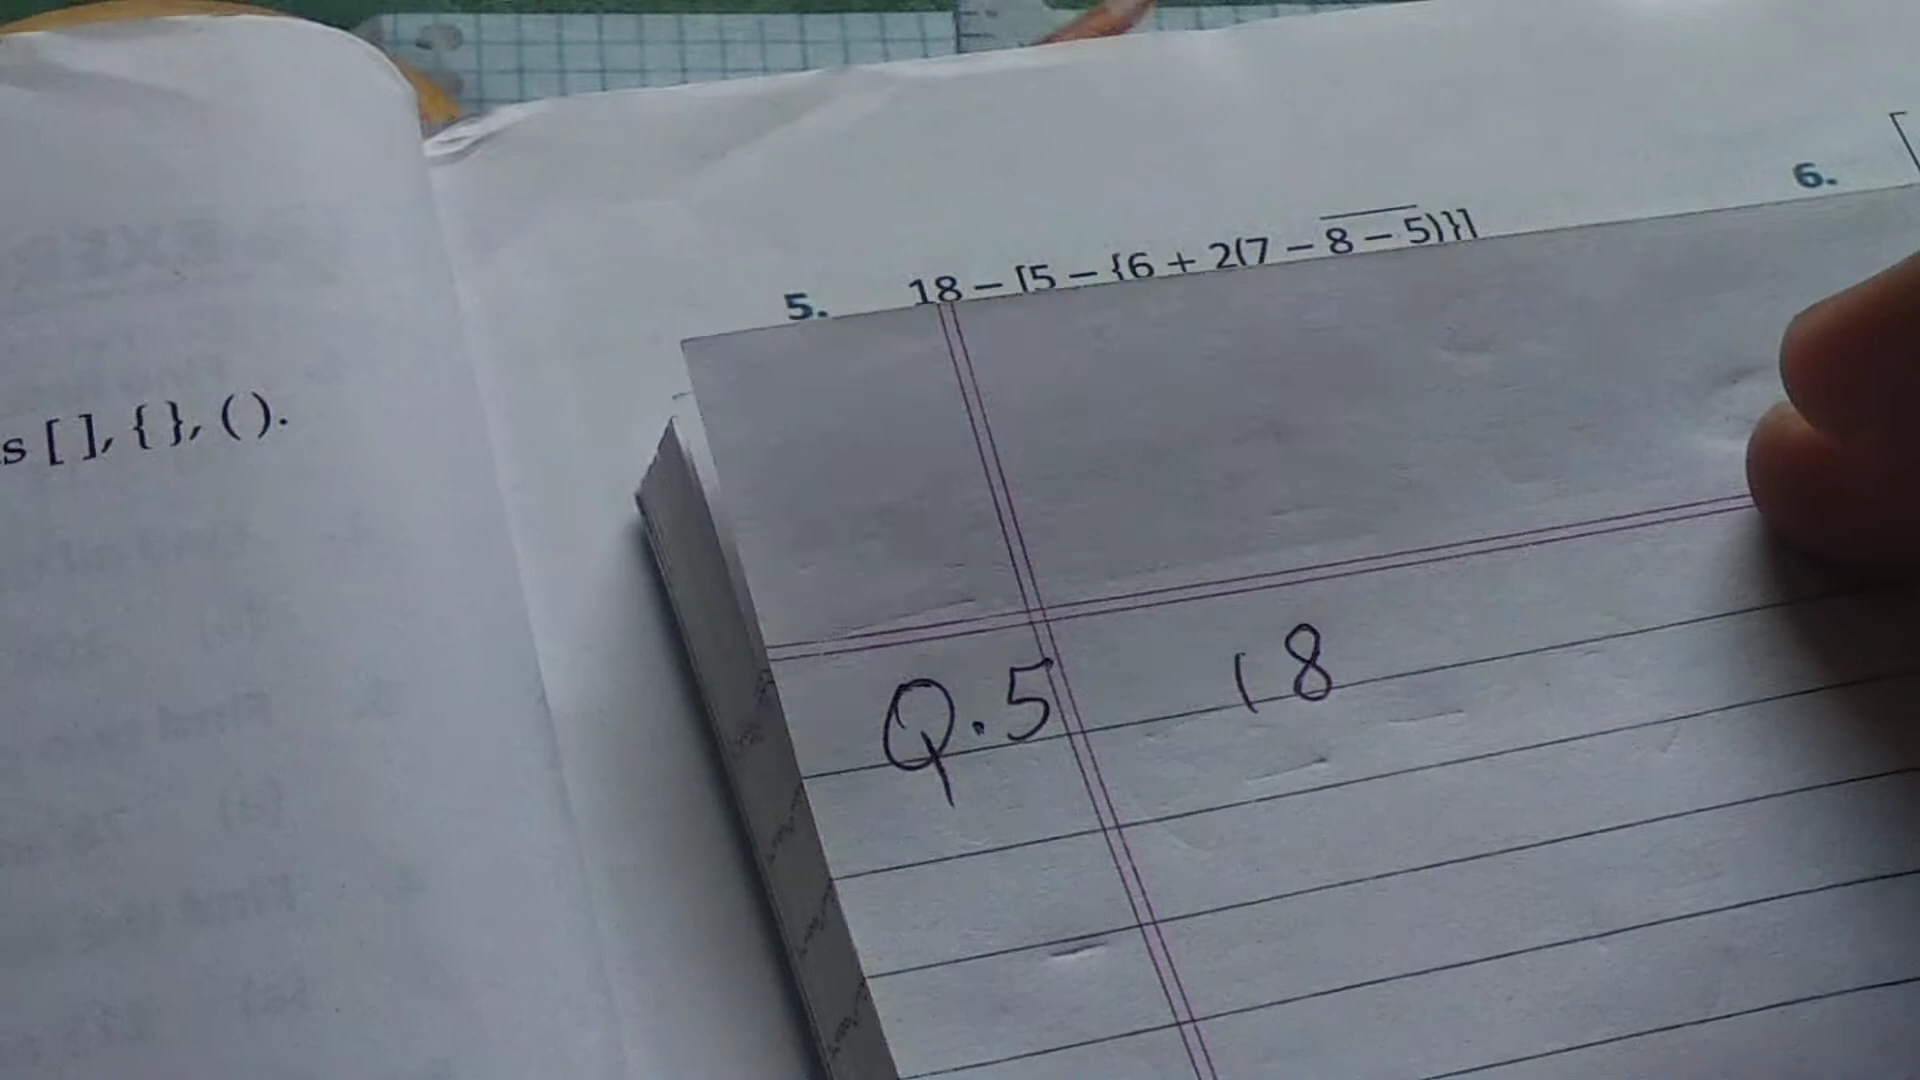 s [ ], { }, ( ).
5. 18 – [5 – {6 + 2(7 – 8̅ ̅–̅ ̅5̅)}]
6.
Q.5 18